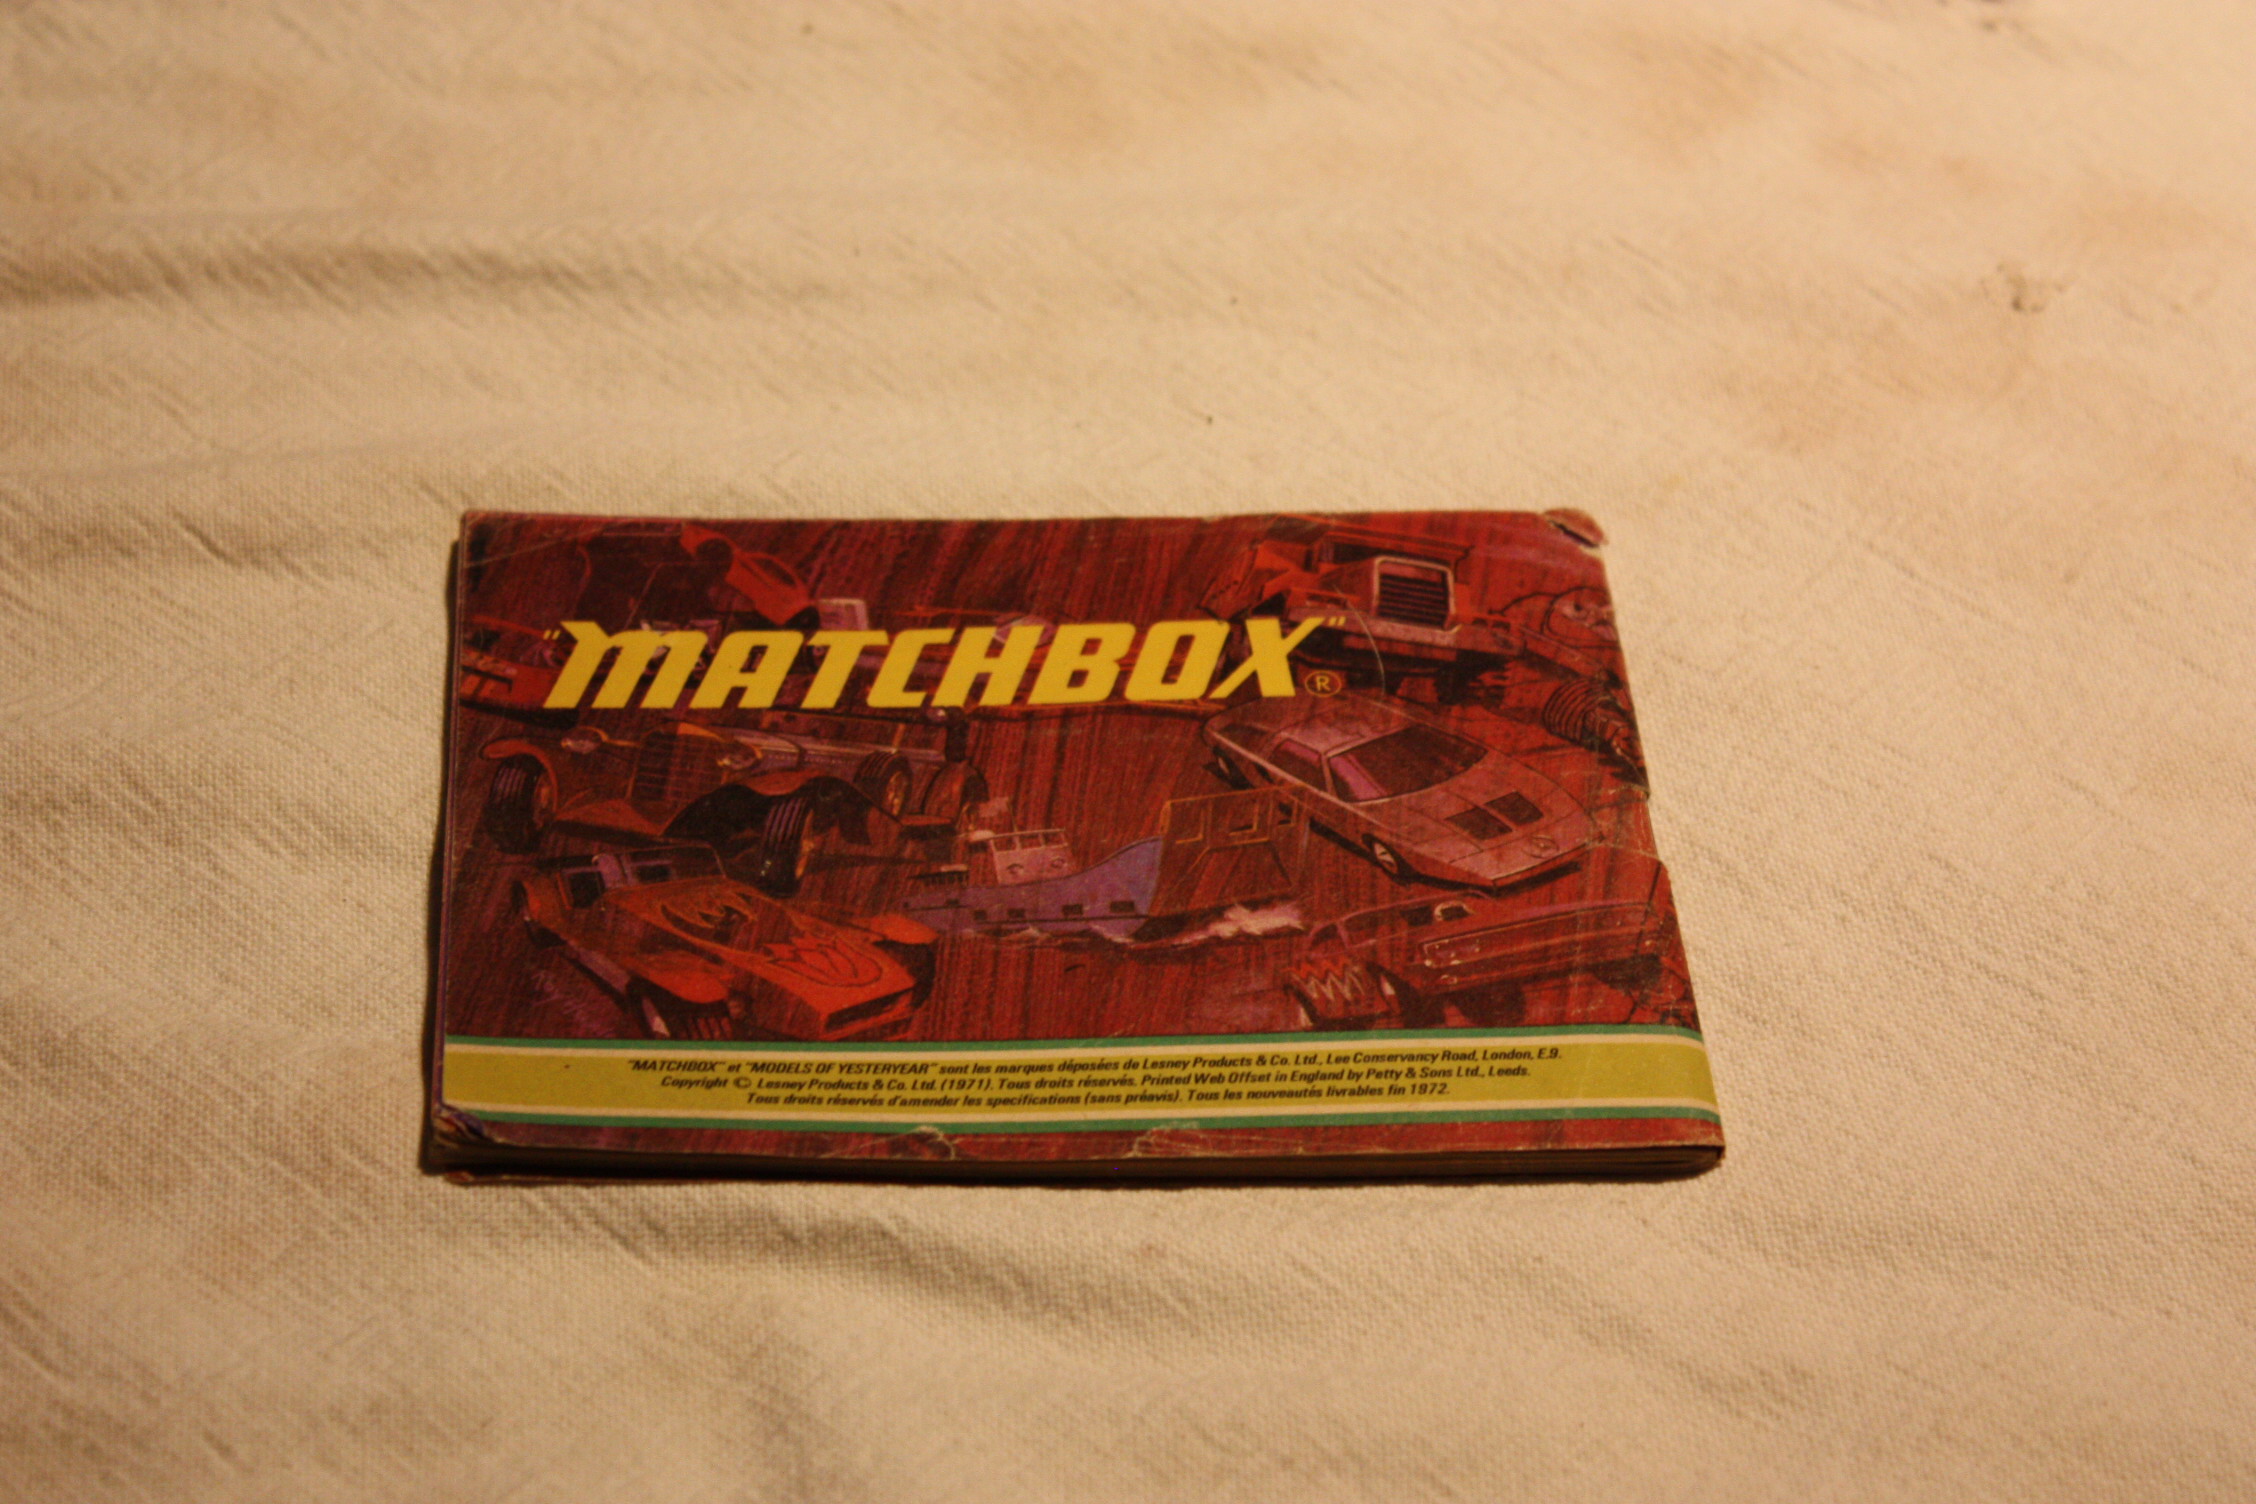 "MATCHBOX" ®
"MATCHBOX" et "MODELS OF YESTERYEAR" sont les marques déposées de Lesney Products & Co. Ltd., Lee Conservancy Road, London, E.9.
Copyright © Lesney Products & Co. Ltd. (1971). Tous droits réservés. Printed Web Offset in England by Petty & Sons Ltd., Leeds.
Tous droits réservés d'amender les specifications (sans préavis). Tous les nouveautés livrables fin 1972.